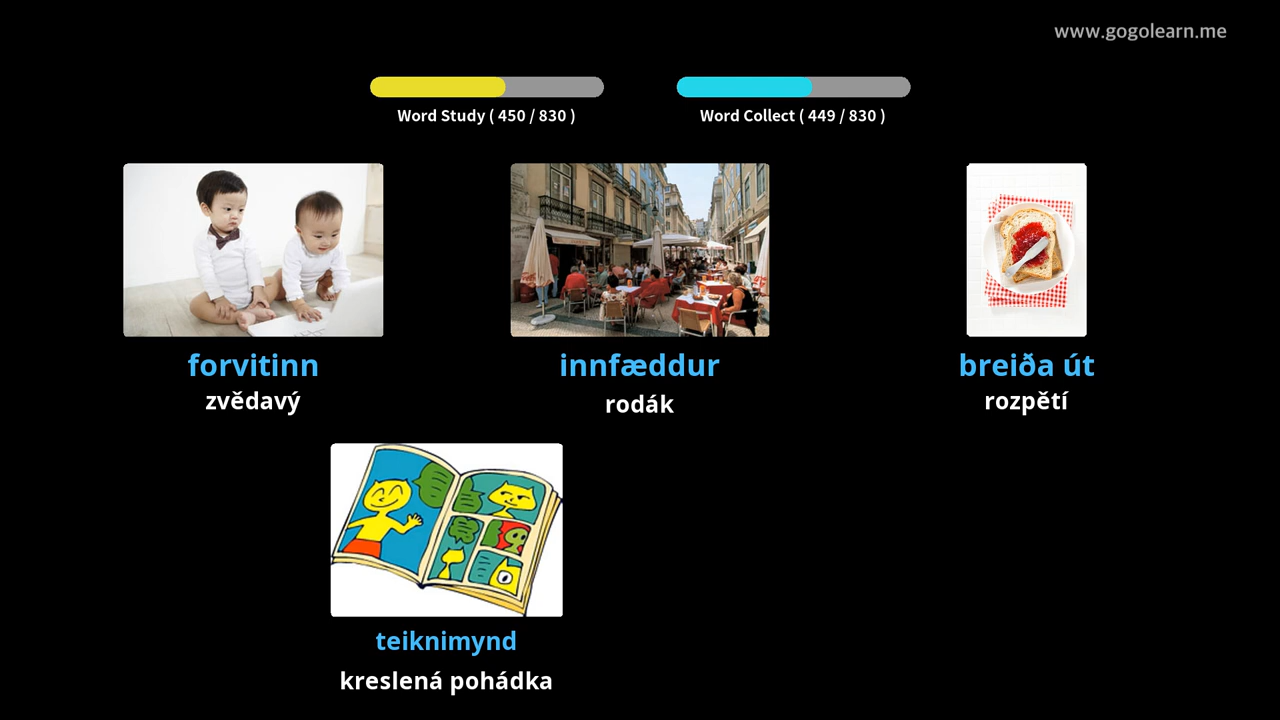 www.gogolearn.me
Word Study ( 450 / 830 )
Word Collect ( 449 / 830 )
forvitinn
zvědavý
innfæddur
rodák
breiða út
rozpětí
teiknimynd
kreslená pohádka